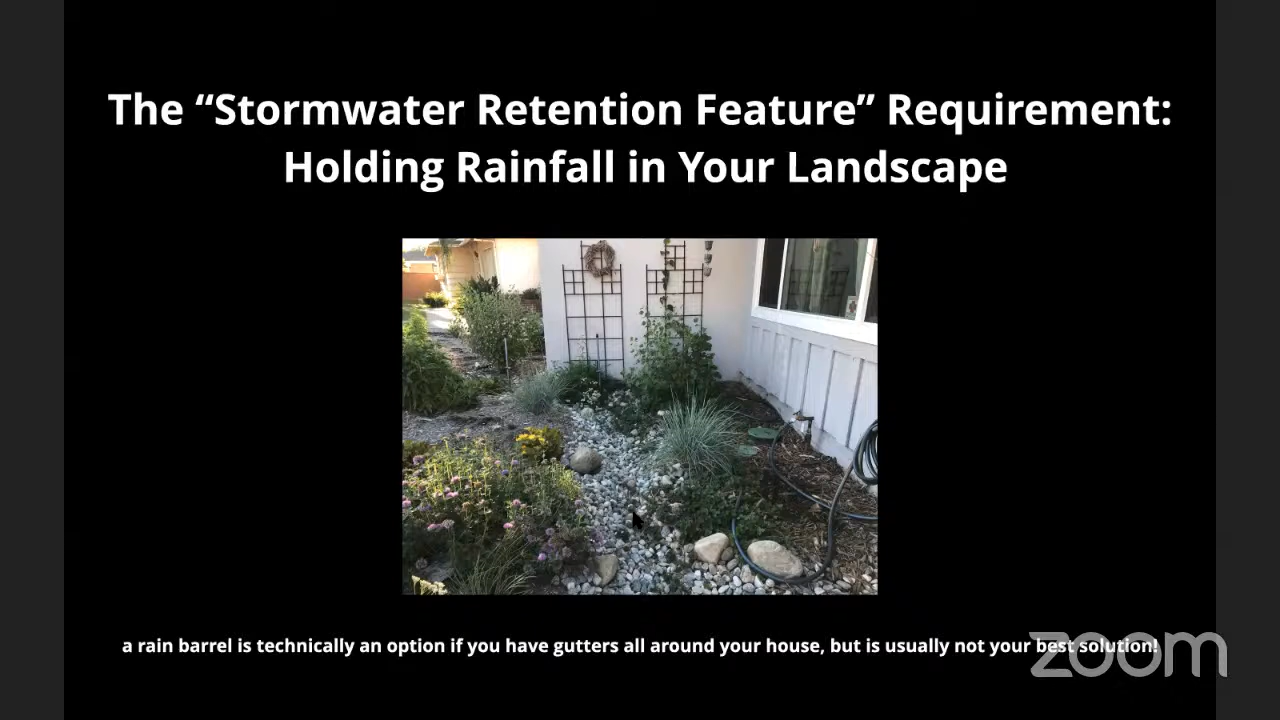 The “Stormwater Retention Feature” Requirement:
Holding Rainfall in Your Landscape
a rain barrel is technically an option if you have gutters all around your house, but is usually not your best solution!
zoom